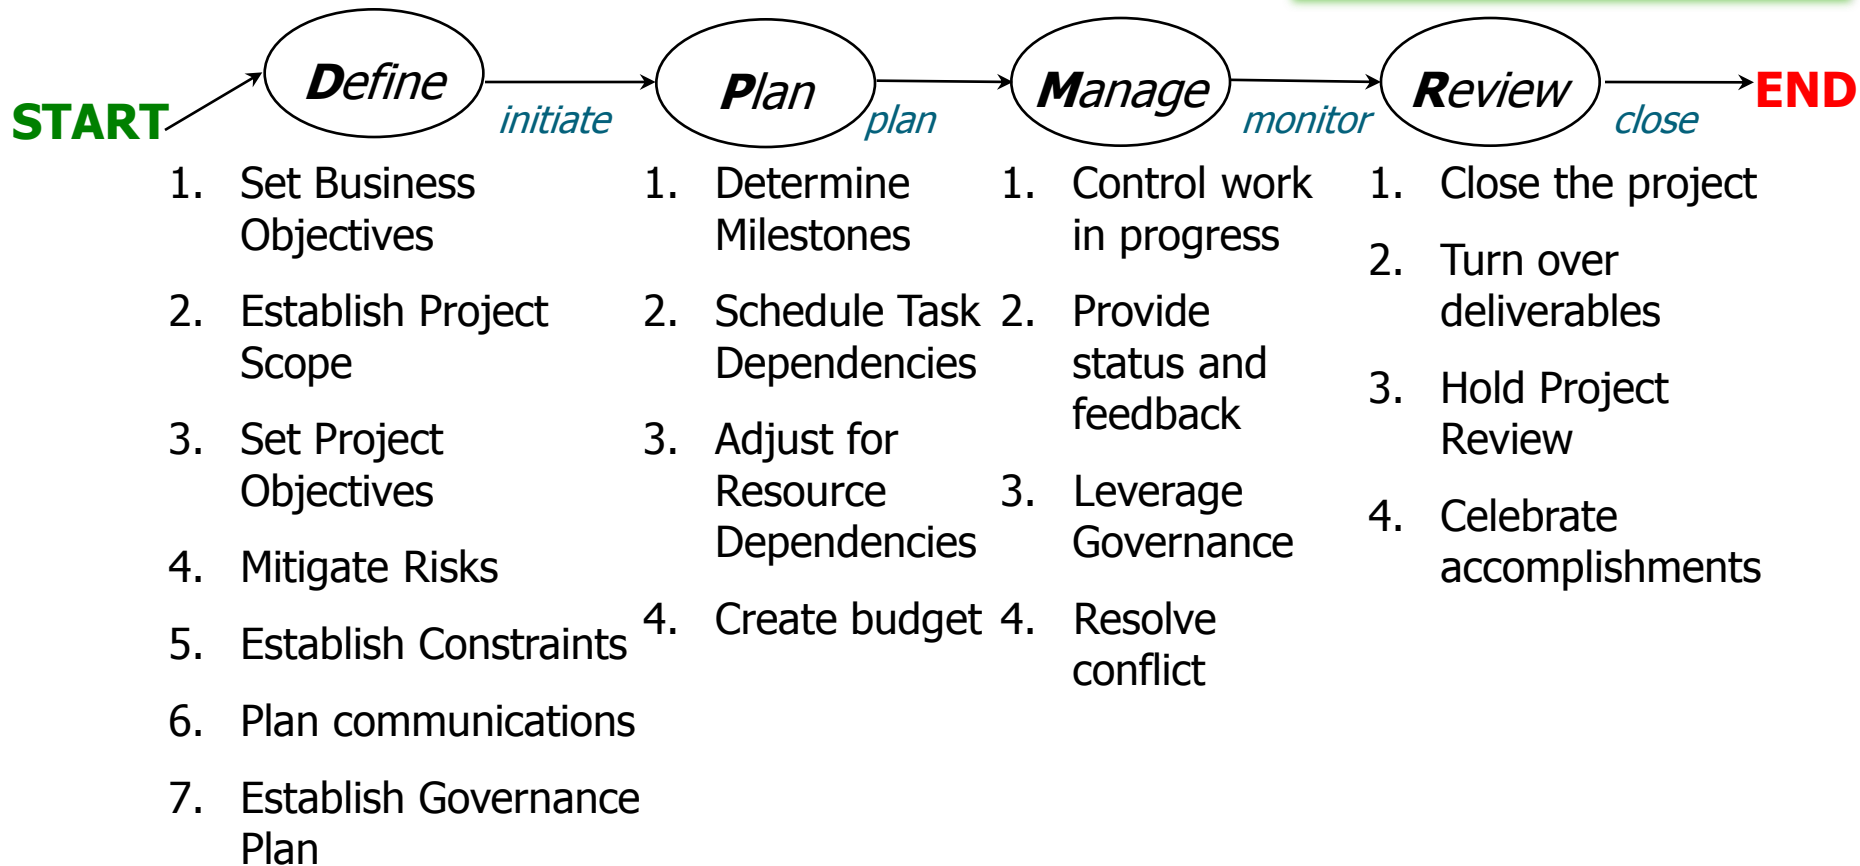 START
Define
initiate
Plan
plan
Manage
monitor
Review
close
END
1. Set Business
Objectives
2. Establish Project
Scope
3. Set Project
Objectives
4. Mitigate Risks
5. Establish Constraints
6. Plan communications
7. Establish Governance
Plan
1. Determine
Milestones
2. Schedule Task
Dependencies
3. Adjust for
Resource
Dependencies
4. Create budget
1. Control work
in progress
2. Provide
status and
feedback
3. Leverage
Governance
4. Resolve
conflict
1. Close the project
2. Turn over
deliverables
3. Hold Project
Review
4. Celebrate
accomplishments